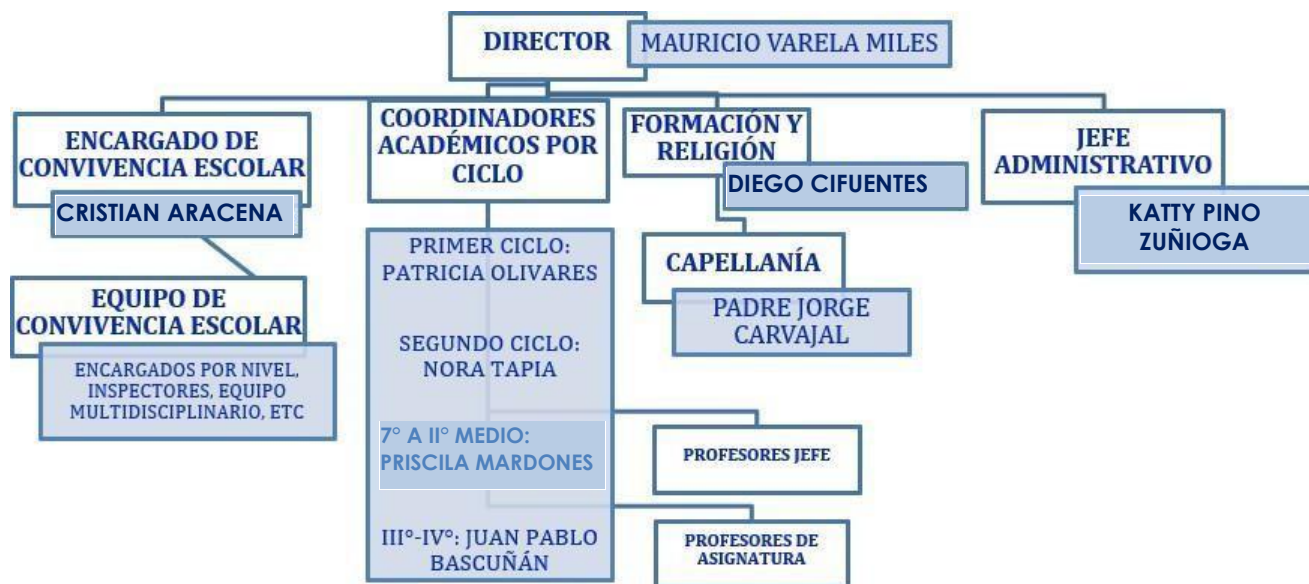 DIRECTOR
MAURICIO VARELA MILES
ENCARGADO DE
CONVIVENCIA ESCOLAR
CRISTIAN ARACENA
EQUIPO DE
CONVIVENCIA ESCOLAR
ENCARGADOS POR NIVEL,
INSPECTORES, EQUIPO
MULTIDISCIPLINARIO, ETC
COORDINADORES
ACADÉMICOS POR
CICLO
PRIMER CICLO:
PATRICIA OLIVARES
SEGUNDO CICLO:
NORA TAPIA
7° A II° MEDIO:
PRISCILA MARDONES
III°-IV°: JUAN PABLO
BASCUÑÁN
PROFESORES JEFE
PROFESORES DE
ASIGNATURA
FORMACIÓN Y
RELIGIÓN
DIEGO CIFUENTES
CAPELLANÍA
PADRE JORGE
CARVAJAL
JEFE
ADMINISTRATIVO
KATTY PINO
ZUÑIOGA